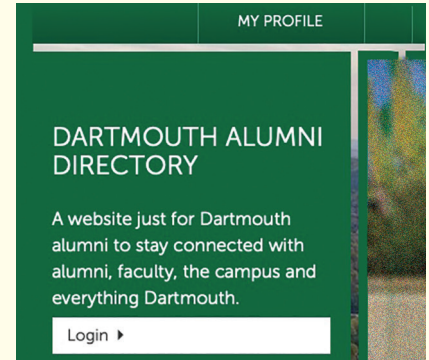 MY PROFILE
DARTMOUTH ALUMNI
DIRECTORY
A website just for Dartmouth
alumni to stay connected with
alumni, faculty, the campus and
everything Dartmouth.
Login